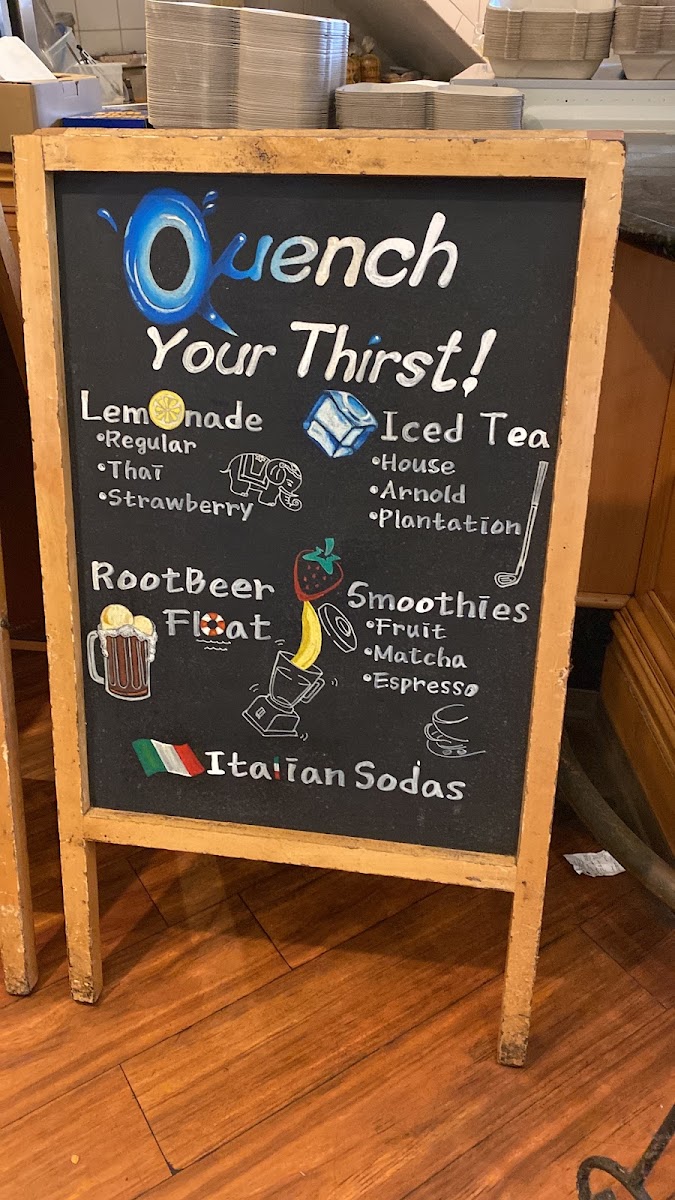 Quench
Your Thirst!
Lemonade
•Regular
•Thai
•Strawberry
Iced Tea
•House
•Arnold
•Plantation
RootBeer
Float
Smoothies
•Fruit
•Matcha
•Espresso
Italian Sodas